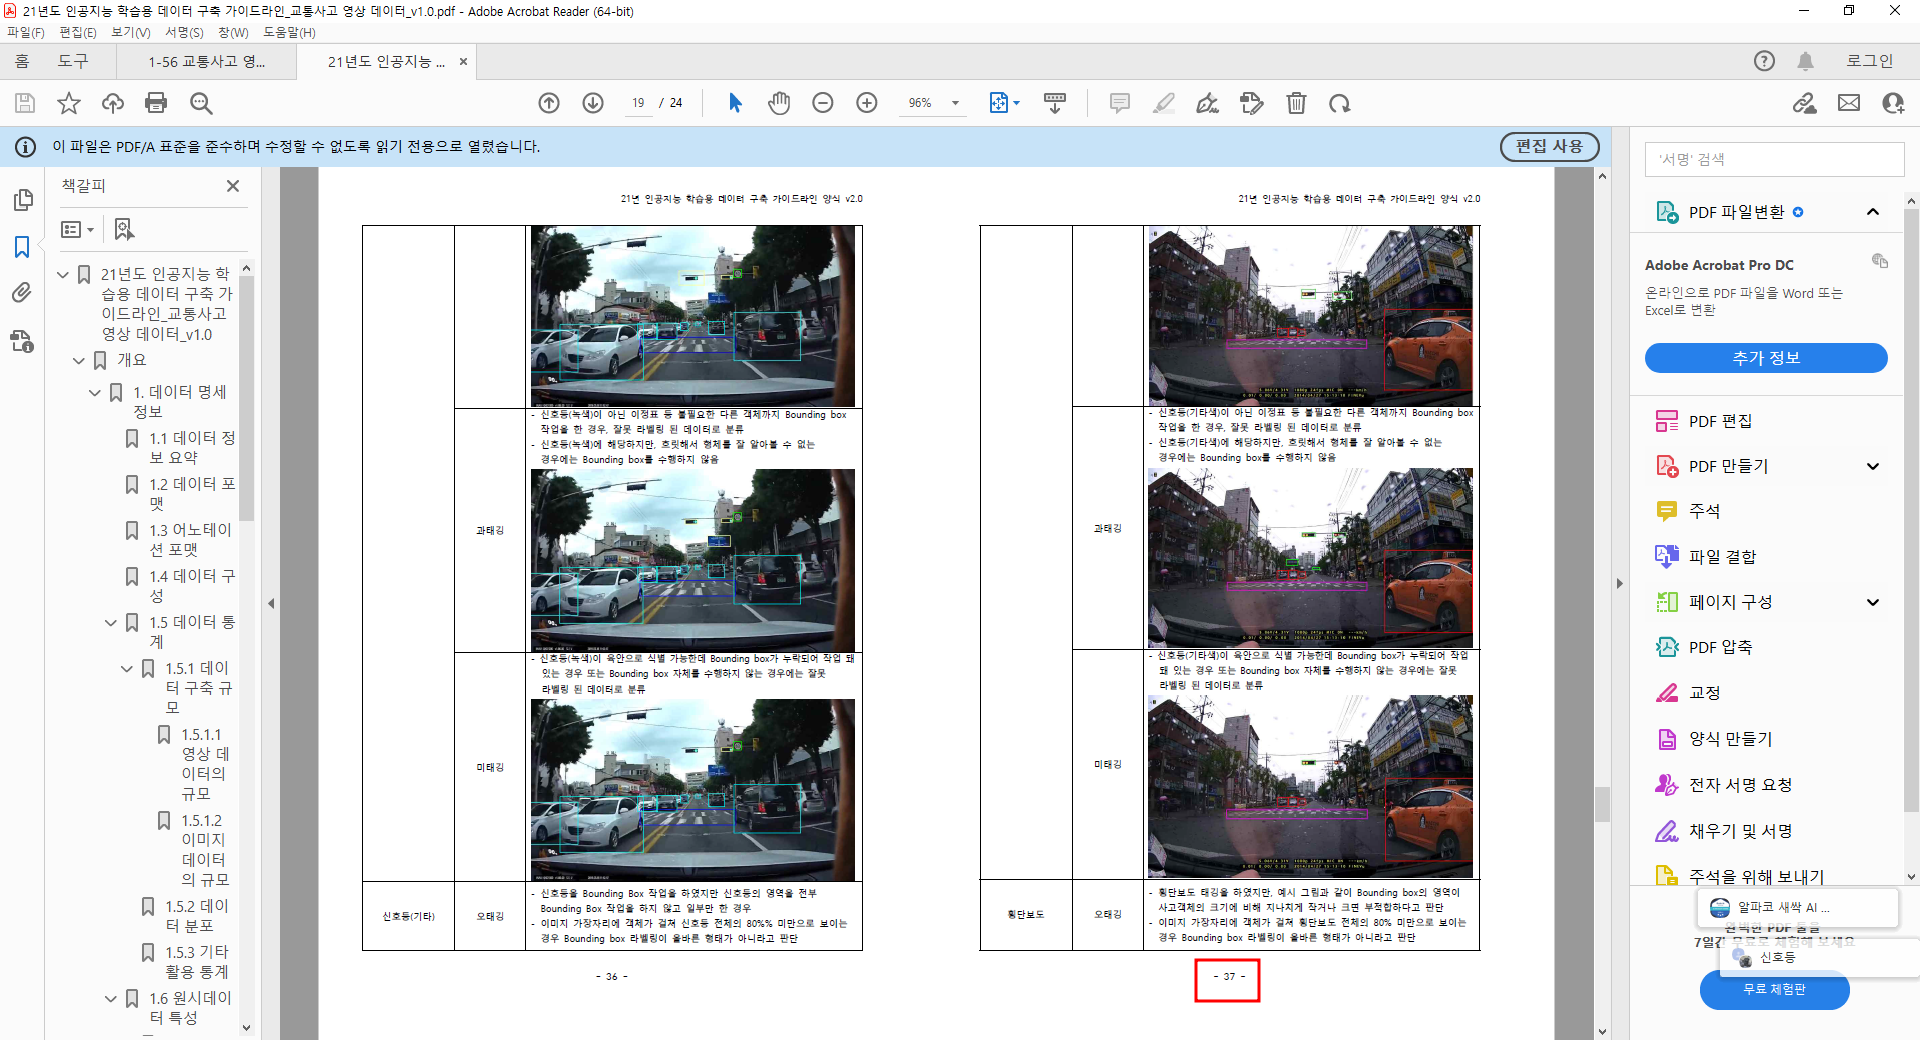 21년도 인공지능 학습용 데이터 구축 가이드라인_교통사고 영상 데이터_v1.0.pdf - Adobe Acrobat Reader (64-bit)
파일(F) 편집(E) 보기(V) 서명(S) 창(W) 도움말(H)
홈 도구 1-56 교통사고 영... 21년도 인공지능 ... × 로그인
19 / 24 96%
이 파일은 PDF/A 표준을 준수하며 수정할 수 없도록 읽기 전용으로 열렸습니다. 편집 사용
책갈피
21년도 인공지능 학
습용 데이터 구축 가
이드라인_교통사고
영상 데이터_v1.0
개요
1. 데이터 명세
정보
1.1 데이터 정
보 요약
1.2 데이터 포
맷
1.3 어노테이
션 포맷
1.4 데이터 구
성
1.5 데이터 통
계
1.5.1 데이
터 구축 규
모
1.5.1.1
영상 데
이터의
규모
1.5.1.2
이미지
데이터
의 규모
1.5.2 데이
터 분포
1.5.3 기타
활용 통계
1.6 원시데이
터 특성
21년 인공지능 학습용 데이터 구축 가이드라인 양식 v2.0
과태깅
- 신호등(녹색)이 아닌 이정표 등 불필요한 다른 객체까지 Bounding box
작업을 한 경우, 잘못 라벨링 된 데이터로 분류
- 신호등(녹색)에 해당하지만, 흐릿해서 형체를 잘 알아볼 수 없는
경우에는 Bounding box를 수행하지 않음
미태깅
- 신호등(녹색)이 육안으로 식별 가능한데 Bounding box가 누락되어 작업 돼
있는 경우 또는 Bounding box 자체를 수행하지 않는 경우에는 잘못
라벨링 된 데이터로 분류
신호등(기타) 오태깅
- 신호등을 Bounding Box 작업을 하였지만 신호등의 영역을 전부
Bounding Box 작업을 하지 않고 일부만 한 경우
- 이미지 가장자리에 객체가 걸쳐 신호등 전체의 80%% 미만으로 보이는
경우 Bounding box 라벨링이 올바른 형태가 아니라고 판단
- 36 -
21년 인공지능 학습용 데이터 구축 가이드라인 양식 v2.0
과태깅
- 신호등(기타색)이 아닌 이정표 등 불필요한 다른 객체까지 Bounding box
작업을 한 경우, 잘못 라벨링 된 데이터로 분류
- 신호등(기타색)에 해당하지만, 흐릿해서 형체를 잘 알아볼 수 없는
경우에는 Bounding box를 수행하지 않음
미태깅
- 신호등(기타색)이 육안으로 식별 가능한데 Bounding box가 누락되어 작업
돼 있는 경우 또는 Bounding box 자체를 수행하지 않는 경우에는 잘못
라벨링 된 데이터로 분류
횡단보도 오태깅
- 횡단보도 태깅을 하였지만, 예시 그림과 같이 Bounding box의 영역이
사고객체의 크기에 비해 지나치게 작거나 크면 부적합하다고 판단
- 이미지 가장자리에 객체가 걸쳐 횡단보도 전체의 80% 미만으로 보이는
경우 Bounding box 라벨링이 올바른 형태가 아니라고 판단
- 37 -
'서명' 검색
PDF 파일변환
Adobe Acrobat Pro DC
온라인으로 PDF 파일을 Word 또는
Excel로 변환
추가 정보
PDF 편집
PDF 만들기
주석
파일 결합
페이지 구성
PDF 압축
교정
양식 만들기
전자 서명 요청
채우기 및 서명
주석을 위해 보내기
알파코 새싹 AI ...
완벽한 PDF 툴을
7일간 무료로 체험해 보세요
신호등
무료 체험판